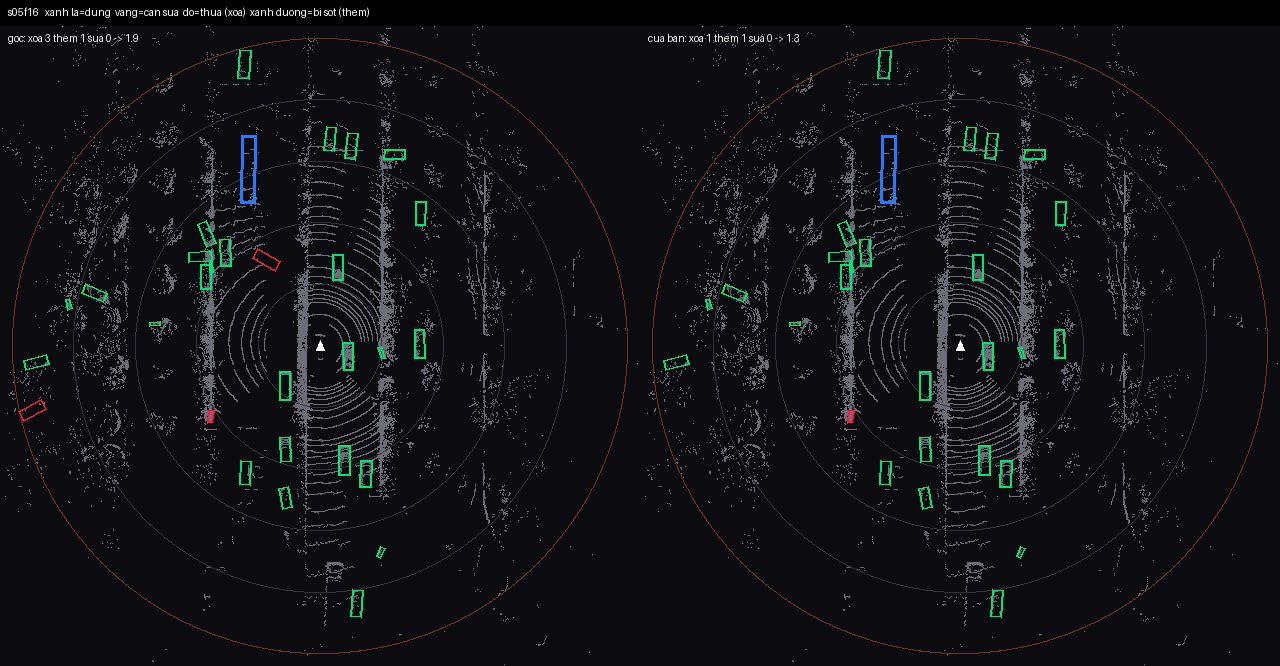 s05f16 xanh la=dung vang=can sua do=thua (xoa) xanh duong=bi sot (them)
goc: xoa 3 them 1 sua 0 -> 1.9
cua ban: xoa 1 them 1 sua 0 -> 1.3